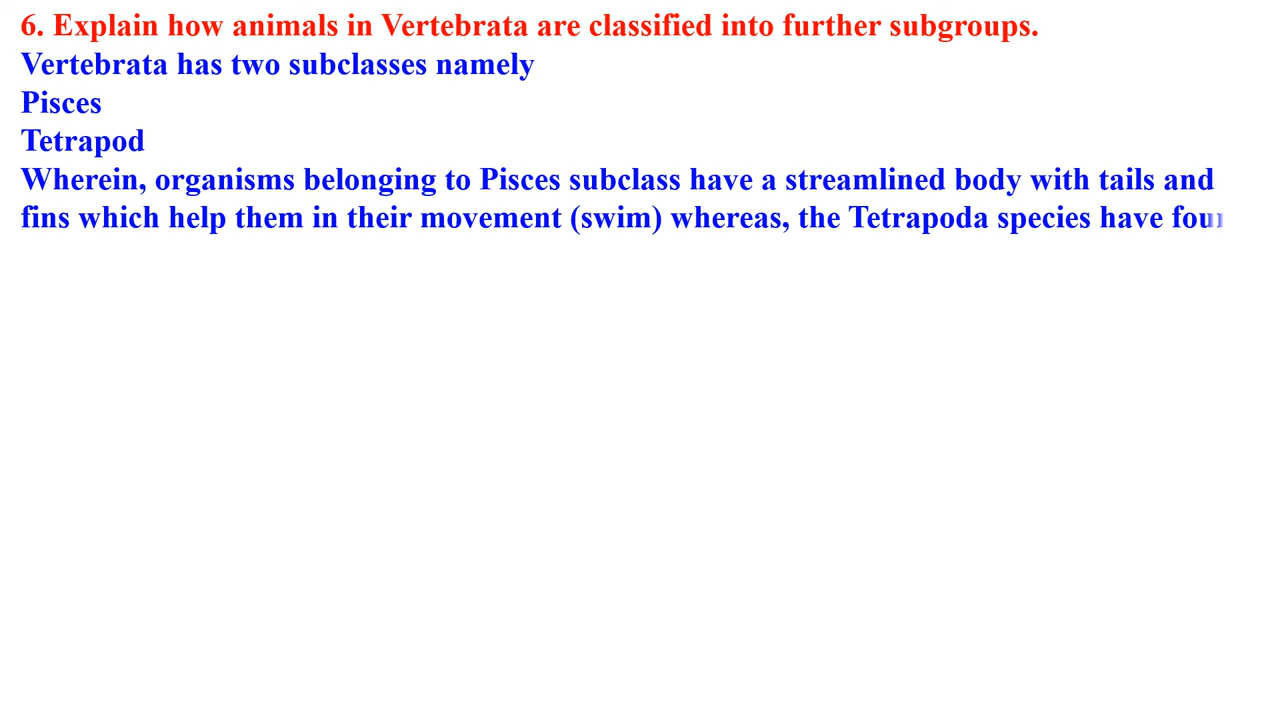 6. Explain how animals in Vertebrata are classified into further subgroups.
Vertebrata has two subclasses namely
Pisces
Tetrapod
Wherein, organisms belonging to Pisces subclass have a streamlined body with tails and
fins which help them in their movement (swim) whereas, the Tetrapoda species have four